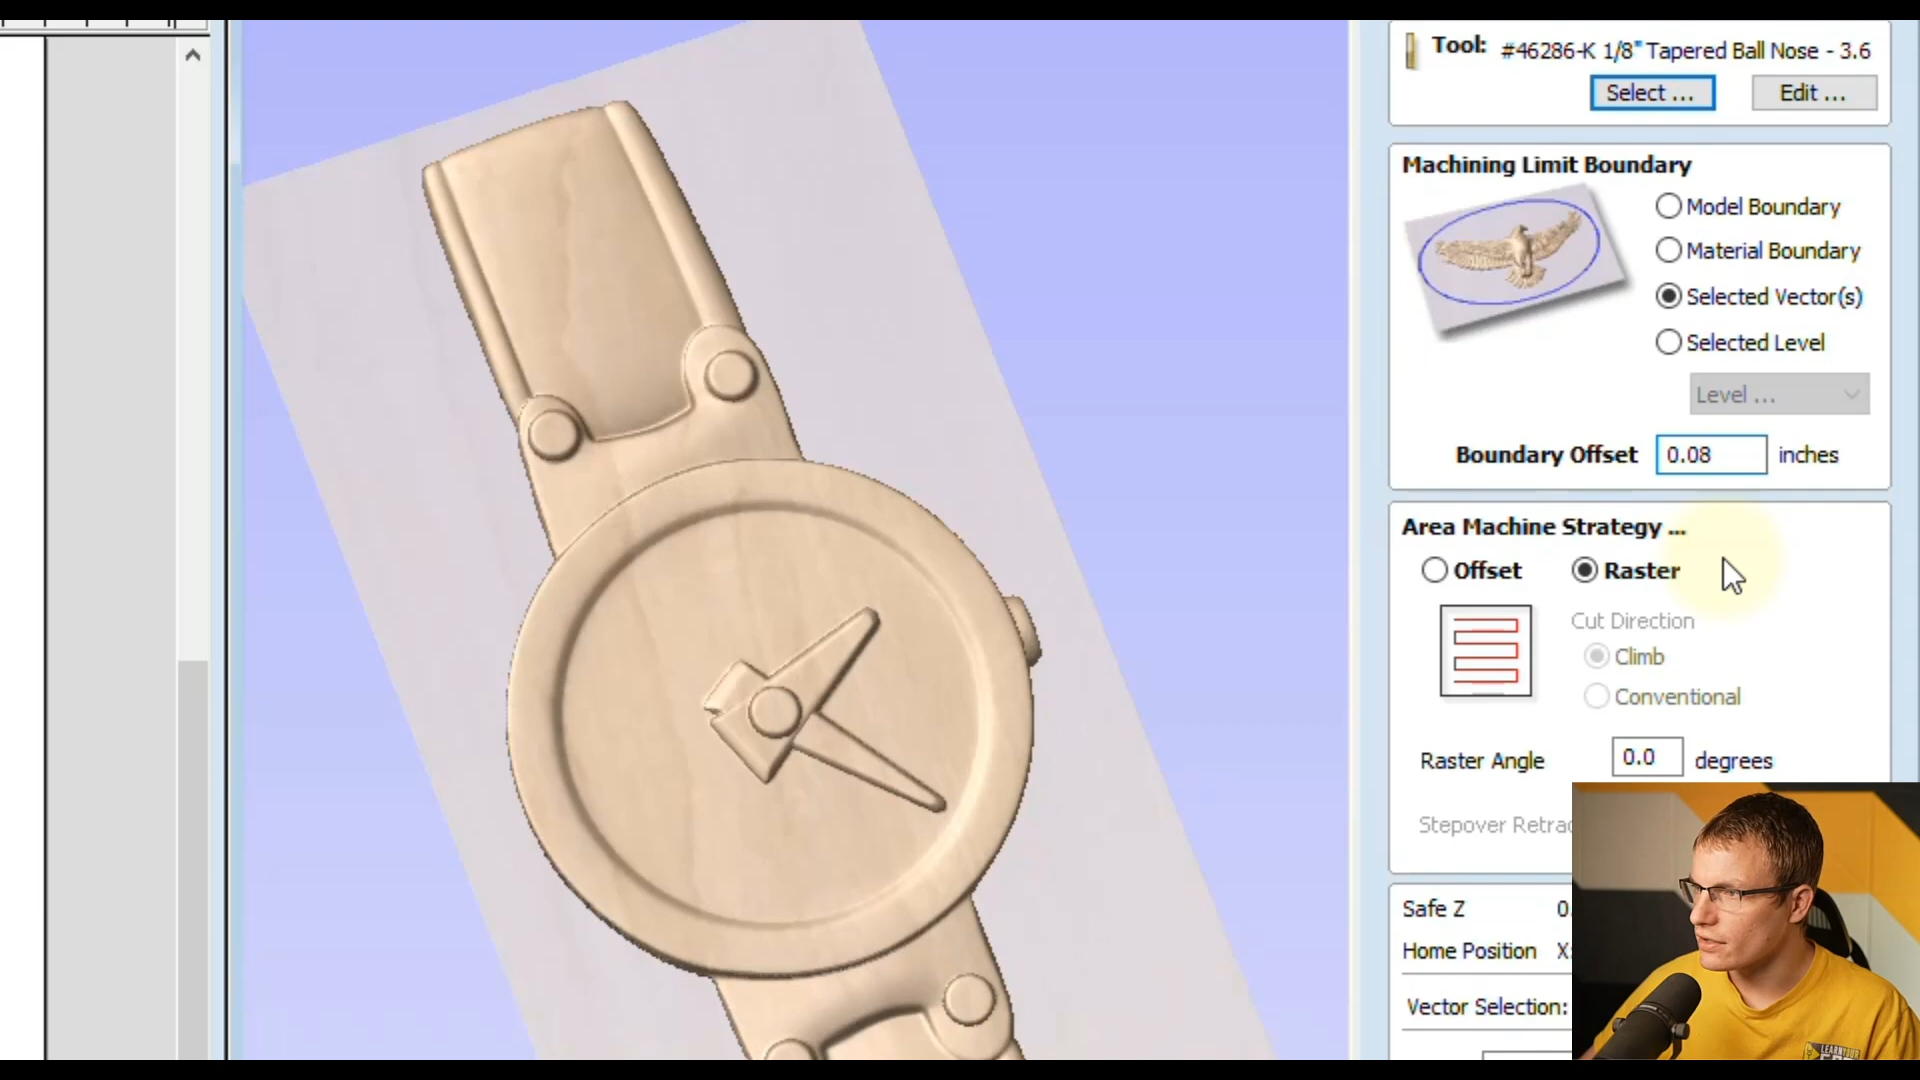 Tool: #46286-K 1/8" Tapered Ball Nose - 3.6
Select ... Edit ...
Machining Limit Boundary
Model Boundary
Material Boundary
Selected Vector(s)
Selected Level
Level ...
Boundary Offset 0.08 inches
Area Machine Strategy ...
Offset Raster
Cut Direction
Climb
Conventional
Raster Angle 0.0 degrees
Stepover
Safe Z
Home Position X
Vector Selection: